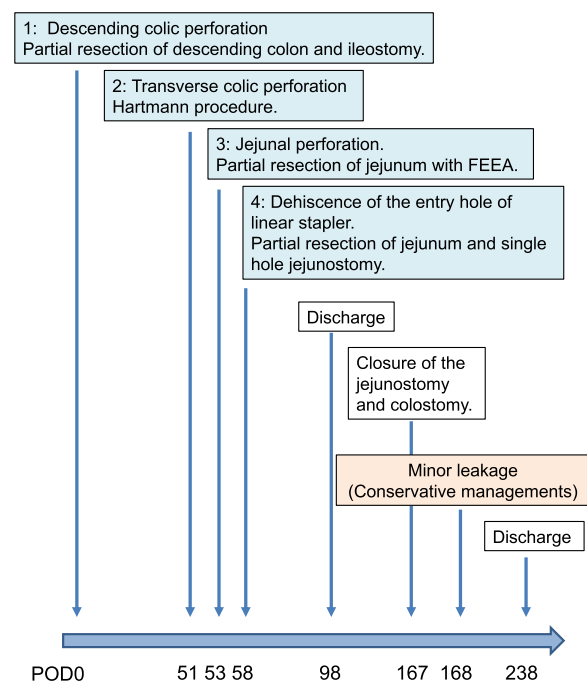 1:  Descending colic perforation
Partial resection of descending colon and ileostomy.
2: Transverse colic perforation
Hartmann procedure.
3: Jejunal perforation.
Partial resection of jejunum with FEEA.
4: Dehiscence of the entry hole of
linear stapler.
Partial resection of jejunum and single
hole jejunostomy.
Discharge
Closure of the
jejunostomy
and colostomy.
Minor leakage
(Conservative managements)
Discharge
POD0 51 53 58 98 167 168 238